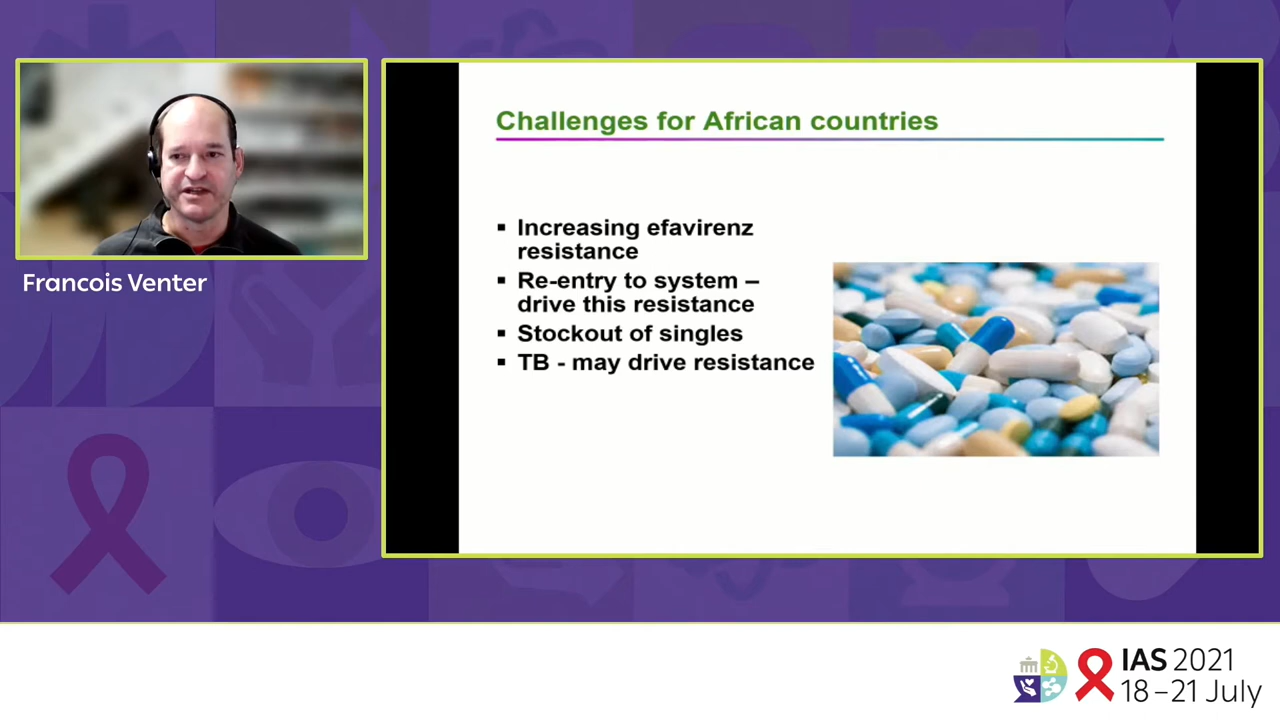 Francois Venter
Challenges for African countries
▪ Increasing efavirenz
resistance
▪ Re-entry to system –
drive this resistance
▪ Stockout of singles
▪ TB - may drive resistance
IAS 2021
18 – 21 July